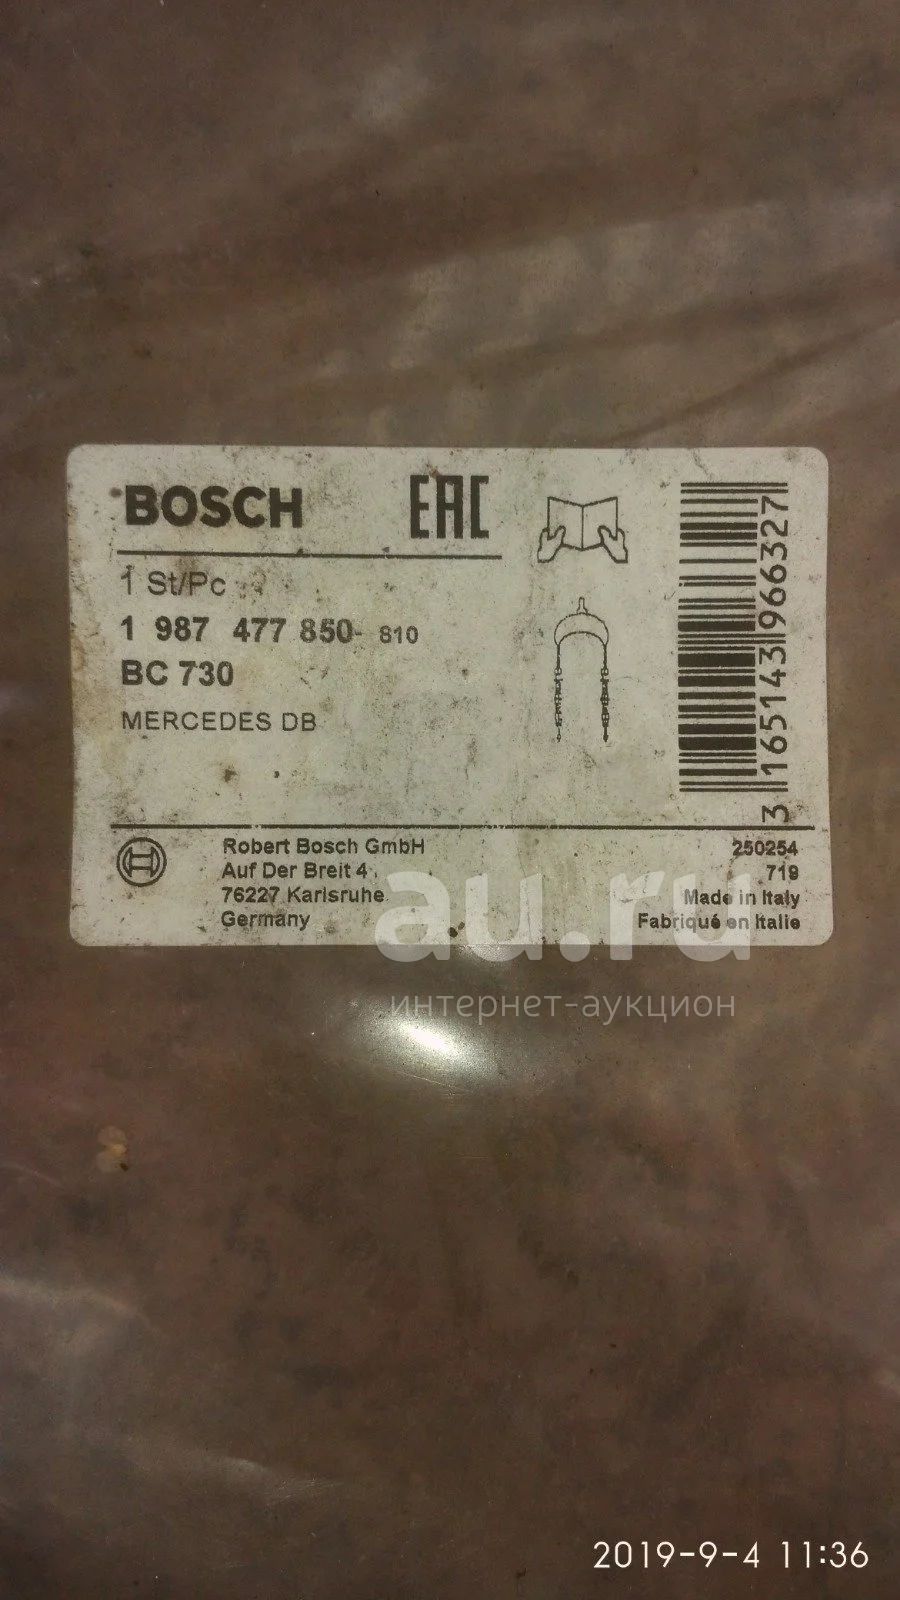 BOSCH
EAC
1 St/Pc
1 987 477 850- 810
BC 730
MERCEDES DB
3 165143 966327
Robert Bosch GmbH
Auf Der Breit 4
76227 Karlsruhe
Germany
250254
719
Made in Italy
Fabriqué en Italie
au.ru
интернет-аукцион
2019-9-4 11:36